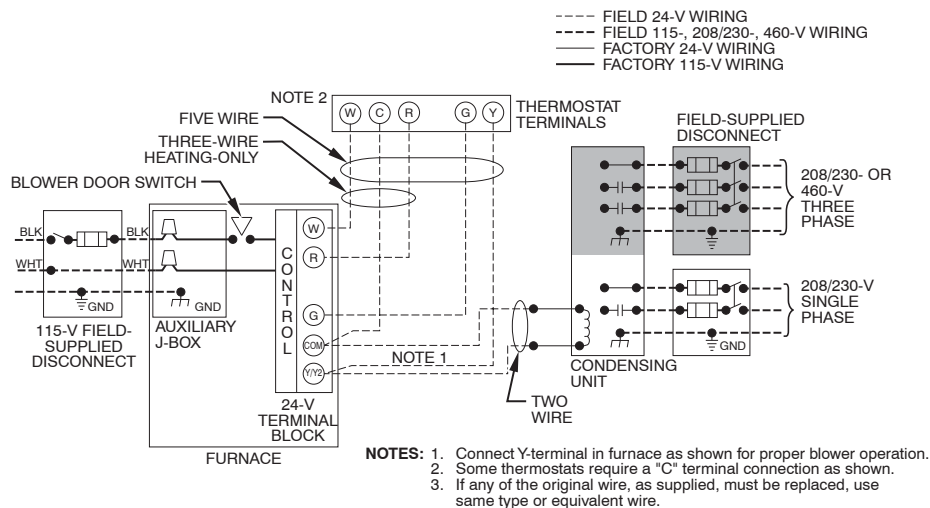 FIELD 24-V WIRING
FIELD 115-, 208/230-, 460-V WIRING
FACTORY 24-V WIRING
FACTORY 115-V WIRING
NOTE 2
W
C
R
G
Y
THERMOSTAT
TERMINALS
FIVE WIRE
THREE-WIRE
HEATING-ONLY
BLOWER DOOR SWITCH
FIELD-SUPPLIED
DISCONNECT
208/230- OR
460-V
THREE
PHASE
BLK
BLK
WHT
WHT
GND
GND
115-V FIELD-
SUPPLIED
DISCONNECT
AUXILIARY
J-BOX
CONTROL
W
R
G
COM
Y/Y2
NOTE 1
24-V
TERMINAL
BLOCK
FURNACE
TWO
WIRE
CONDENSING
UNIT
GND
208/230-V
SINGLE
PHASE
NOTES: 1. Connect Y-terminal in furnace as shown for proper blower operation.
2. Some thermostats require a "C" terminal connection as shown.
3. If any of the original wire, as supplied, must be replaced, use
same type or equivalent wire.